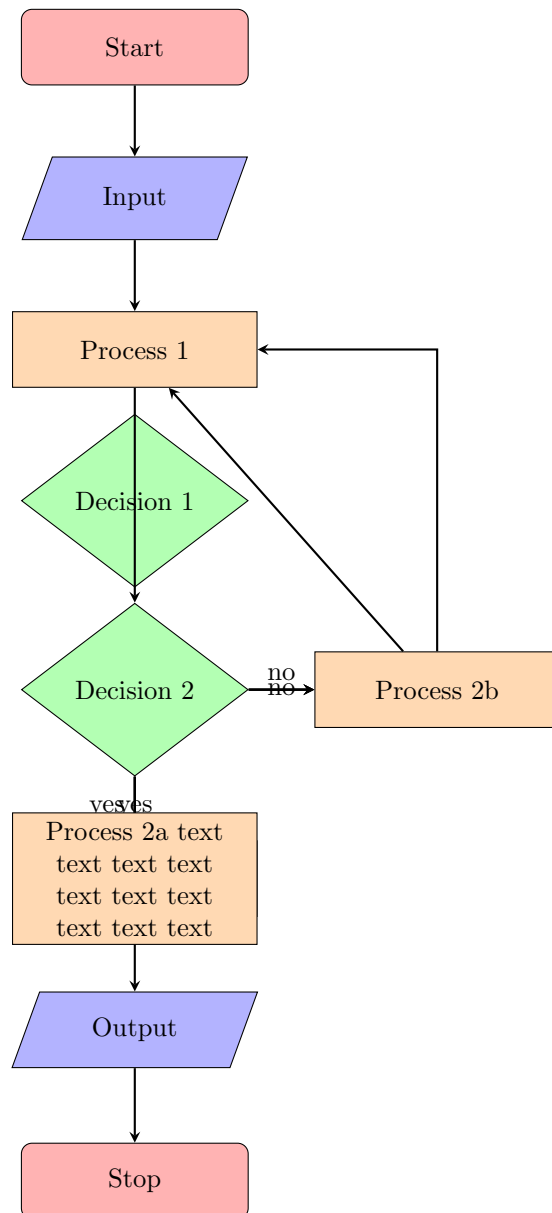 Start
Input
Process 1
Decision 1
no
Decision 2
no
Process 2b
yes
yes
Process 2a text
text text text
text text text
text text text
Output
Stop